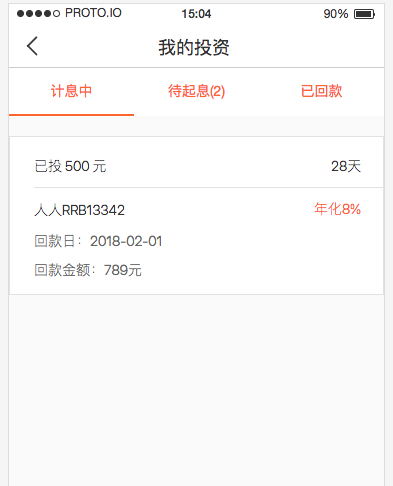 PROTO.IO 15:04 90%
我的投资
计息中 待起息(2) 已回款
已投 500 元 28天
人人RRB13342 年化8%
回款日：2018-02-01
回款金额：789元